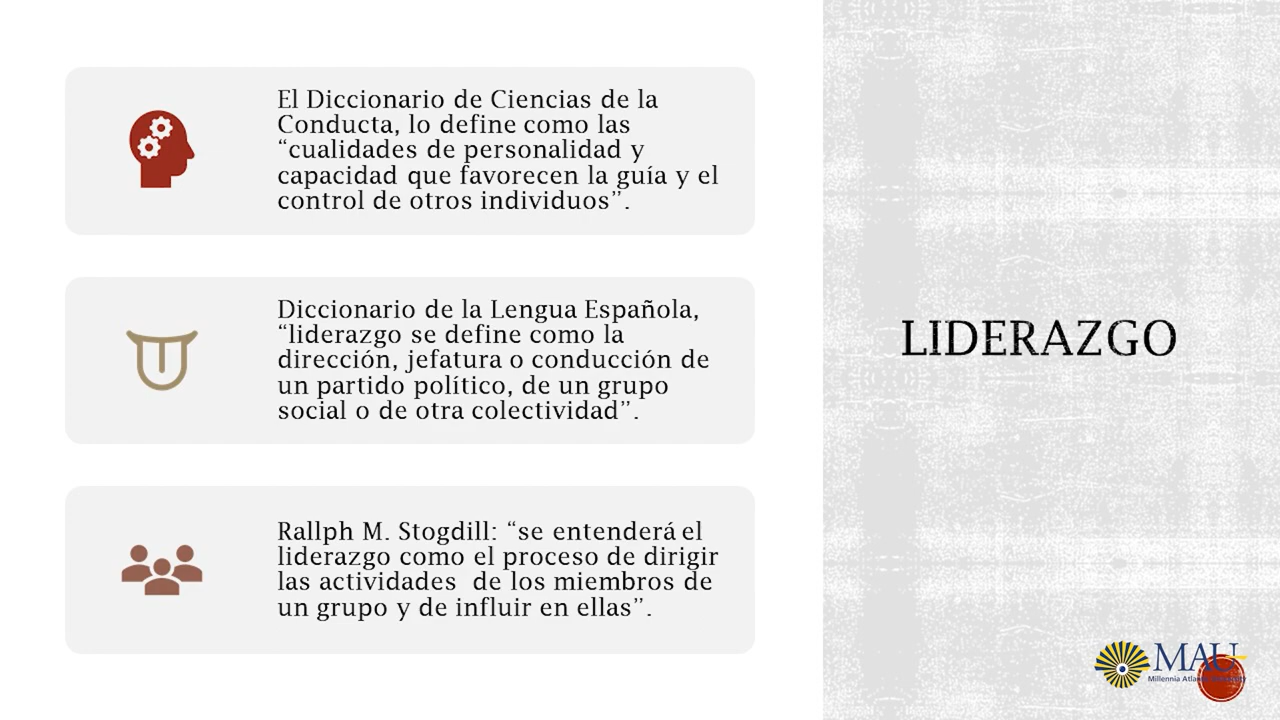 El Diccionario de Ciencias de la
Conducta, lo define como las
“cualidades de personalidad y
capacidad que favorecen la guía y el
control de otros individuos”.
Diccionario de la Lengua Española,
“liderazgo se define como la
dirección, jefatura o conducción de
un partido político, de un grupo
social o de otra colectividad”.
Rallph M. Stogdill: “se entenderá el
liderazgo como el proceso de dirigir
las actividades  de los miembros de
un grupo y de influir en ellas”.
LIDERAZGO
MAU
Millennia